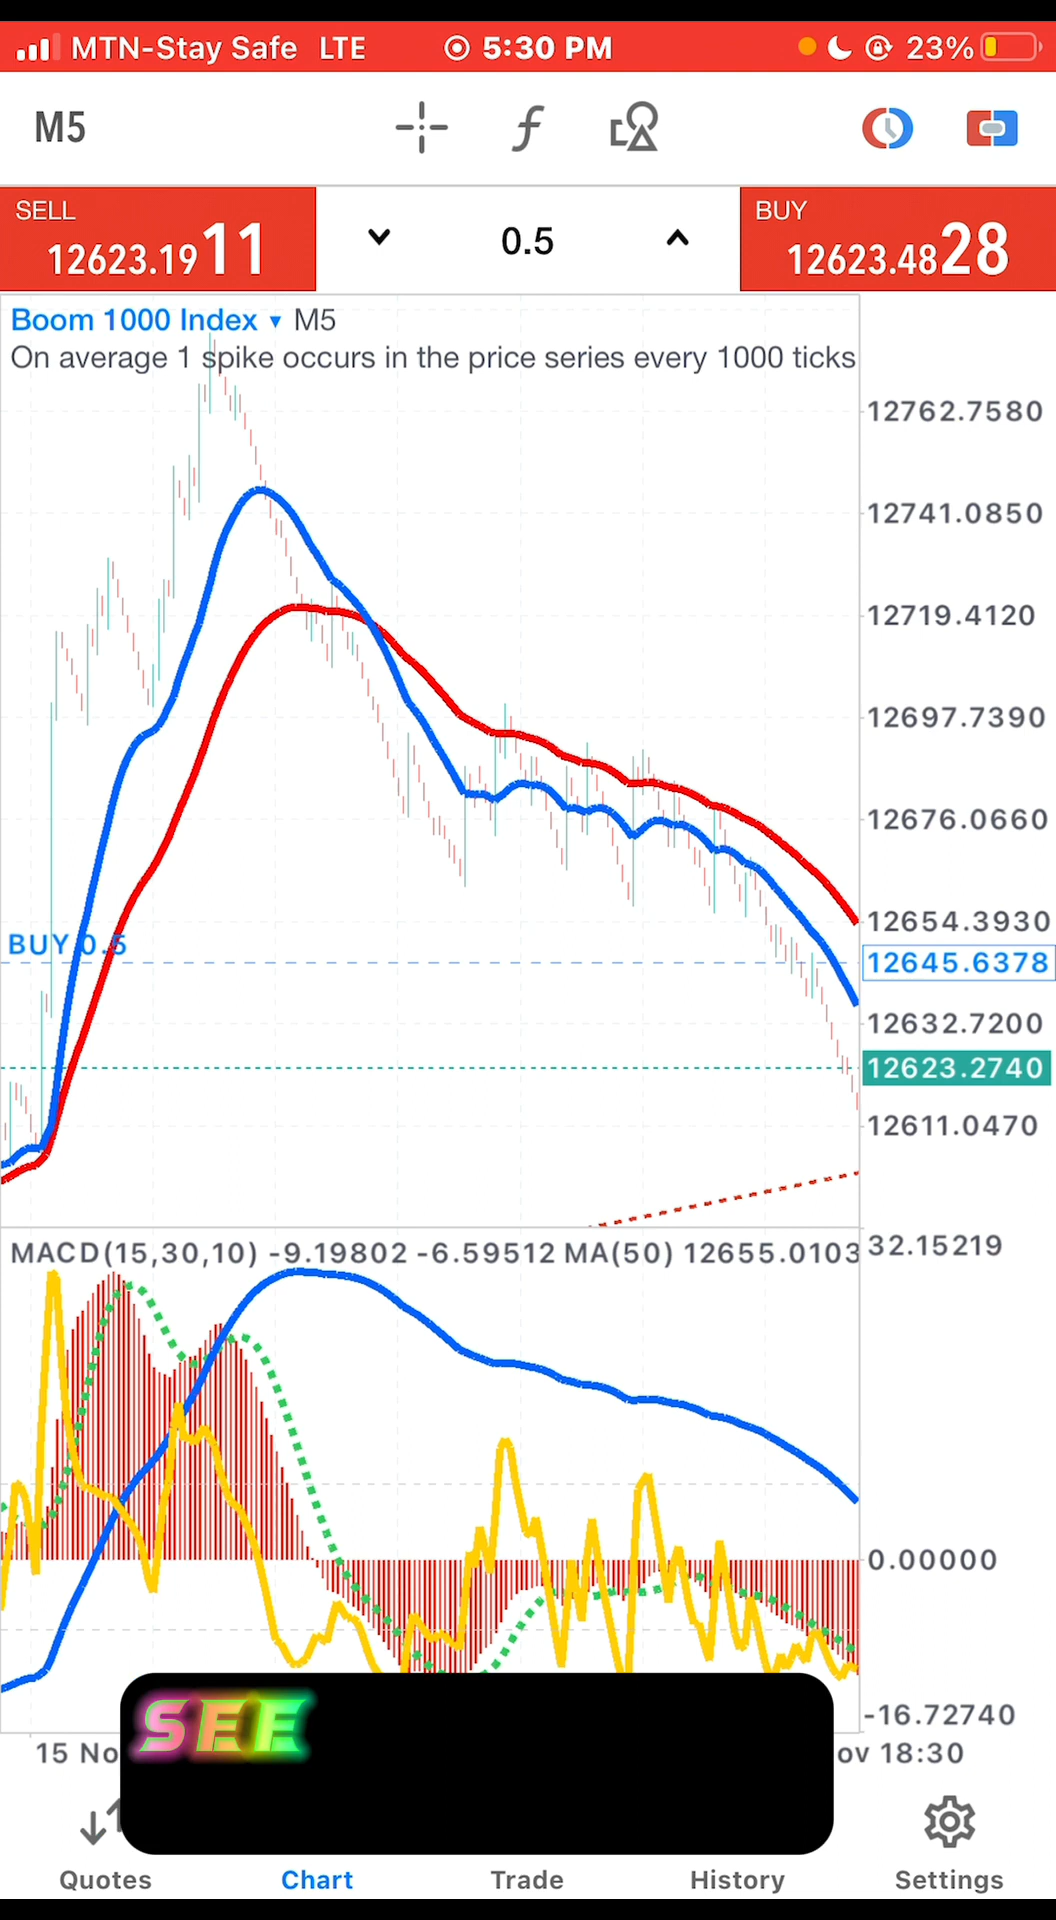 MTN-Stay Safe LTE 5:30 PM 23%
M5
SELL
12623.1911
0.5
BUY
12623.4828
Boom 1000 Index ▾ M5
On average 1 spike occurs in the price series every 1000 ticks
12762.7580
12741.0850
12719.4120
12697.7390
12676.0660
12654.3930
BUY 0.5
12645.6378
12632.7200
12623.2740
12611.0470
MACD(15,30,10) -9.19802 -6.59512 MA(50) 12655.0103
32.15219
0.00000
-16.72740
SEE
15 No
ov 18:30
Quotes
Chart
Trade
History
Settings